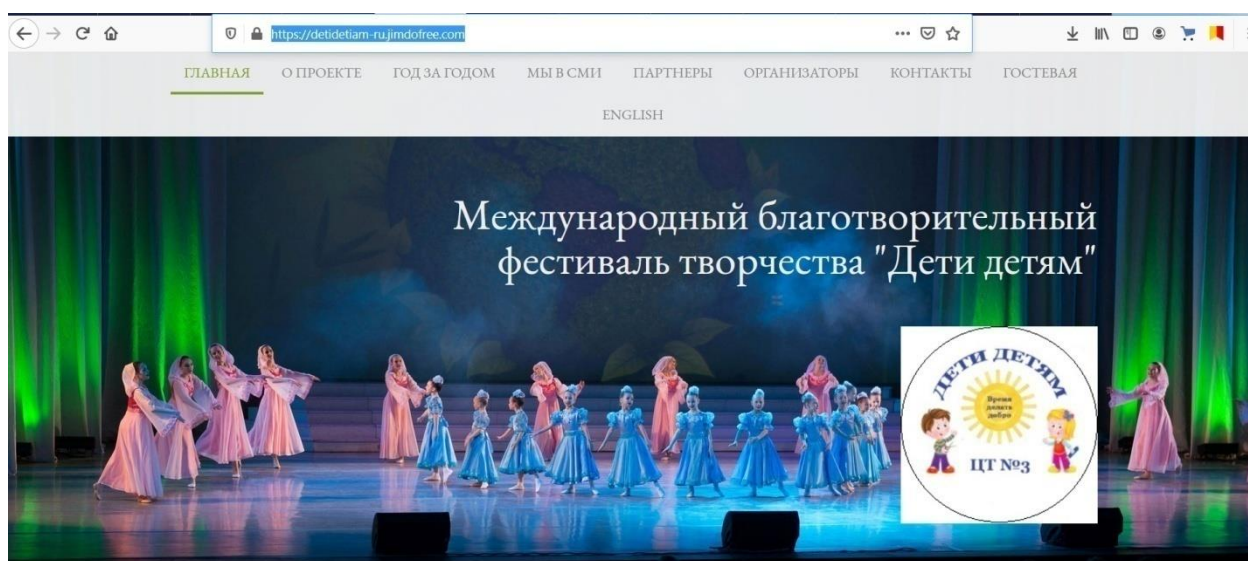 https://detidetiam-ru.jimdofree.com
ГЛАВНАЯ О ПРОЕКТЕ ГОД ЗА ГОДОМ МЫ В СМИ ПАРТНЕРЫ ОРГАНИЗАТОРЫ КОНТАКТЫ ГОСТЕВАЯ
ENGLISH
Международный благотворительный
фестиваль творчества "Дети детям"
ДЕТИ ДЕТЯМ
Время
делать
добро
ЦТ №3